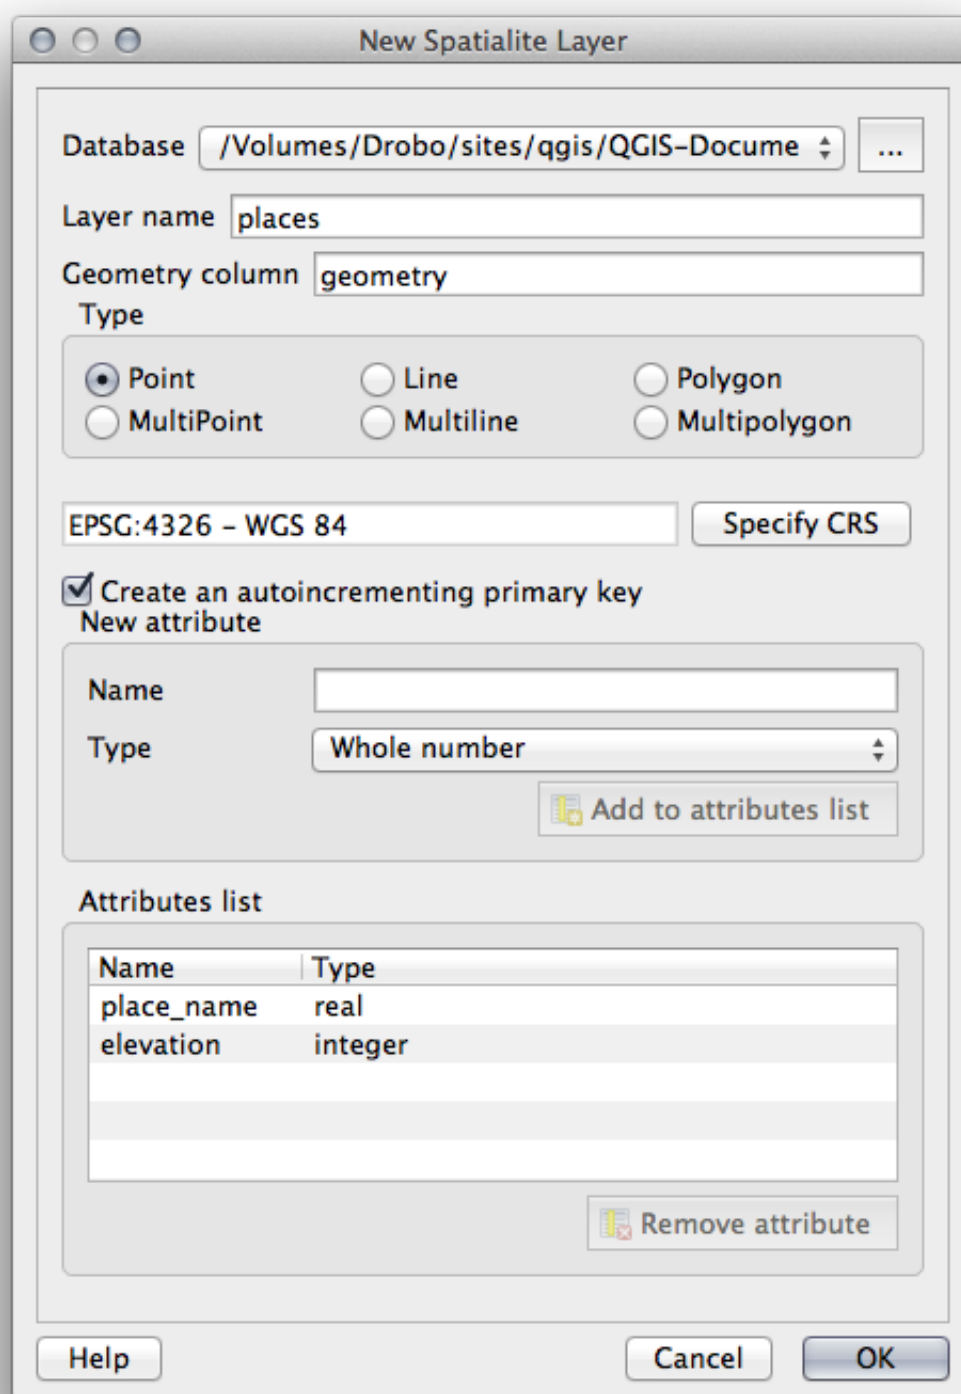 New Spatialite Layer
Database /Volumes/Drobo/sites/qgis/QGIS-Docume ...
Layer name places
Geometry column geometry
Type
Point Line Polygon
MultiPoint Multiline Multipolygon
EPSG:4326 – WGS 84 Specify CRS
Create an autoincrementing primary key
New attribute
Name
Type Whole number
Add to attributes list
Attributes list
Name Type
place_name real
elevation integer
Remove attribute
Help Cancel OK